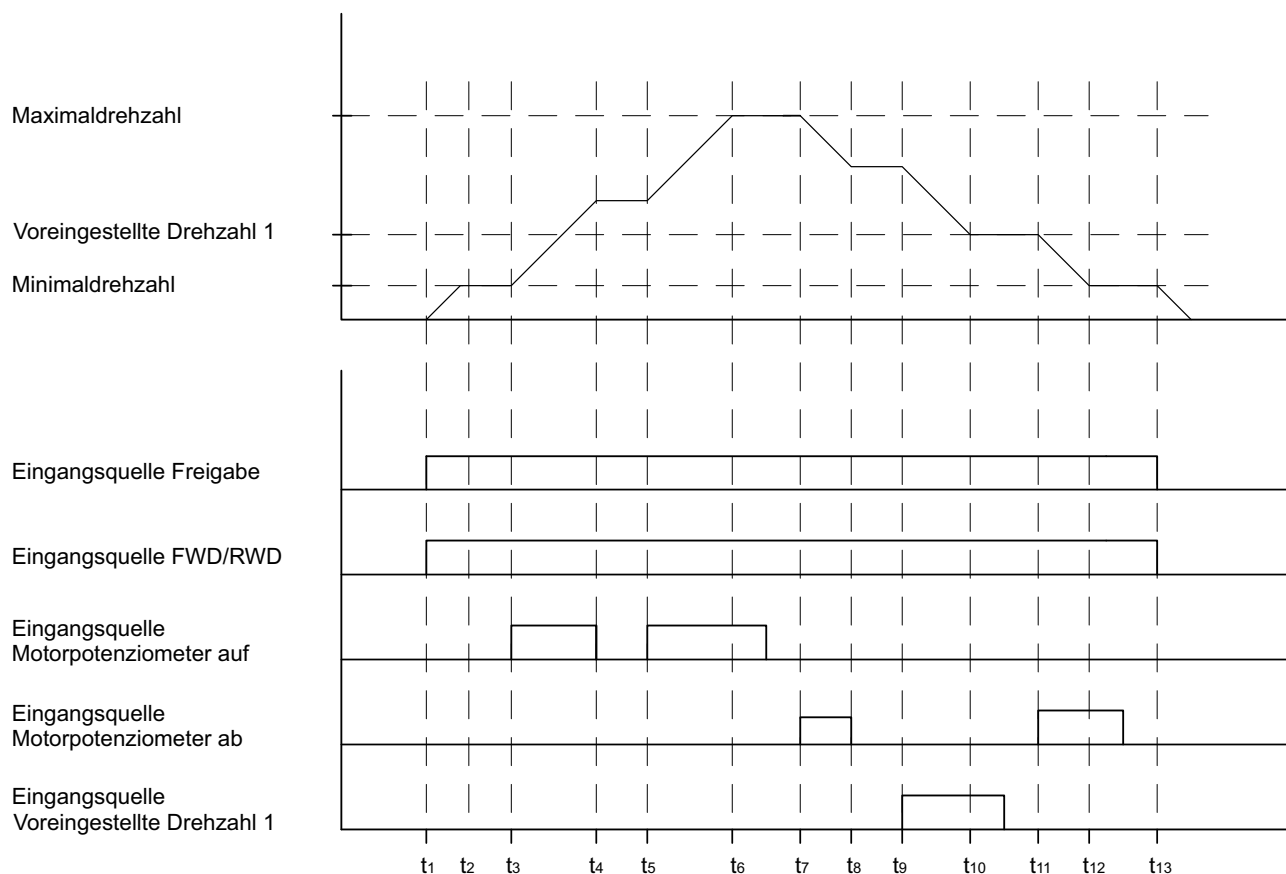 Maximaldrehzahl
Voreingestellte Drehzahl 1
Minimaldrehzahl
Eingangsquelle Freigabe
Eingangsquelle FWD/RWD
Eingangsquelle
Motorpotenziometer auf
Eingangsquelle
Motorpotenziometer ab
Eingangsquelle
Voreingestellte Drehzahl 1
t1 t2 t3 t4 t5 t6 t7 t8 t9 t10 t11 t12 t13